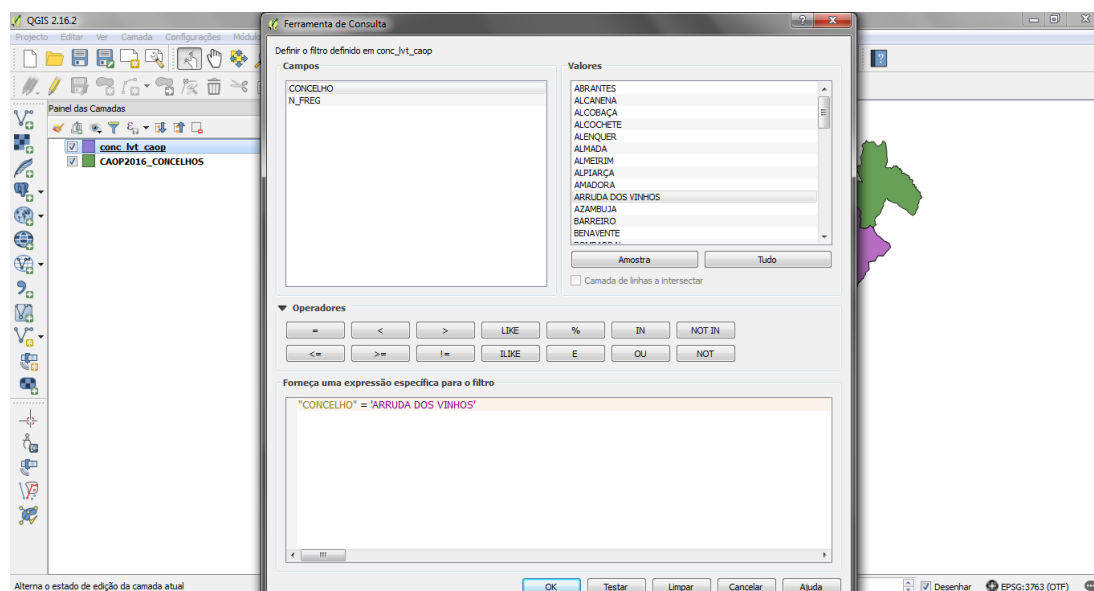 QGIS 2.16.2
Projecto Editar Ver Camada Configurações Módulo
Painel das Camadas
conc_lvt_caop
CAOP2016_CONCELHOS
Ferramenta de Consulta
Definir o filtro definido em conc_lvt_caop
Campos
CONCELHO
N_FREG
Valores
ABRANTES
ALCANENA
ALCOBAÇA
ALCOCHETE
ALENQUER
ALMADA
ALMEIRIM
ALPIARÇA
AMADORA
ARRUDA DOS VINHOS
AZAMBUJA
BARREIRO
BENAVENTE
Amostra Tudo
Camada de linhas a intersectar
Operadores
= < > LIKE % IN NOT IN
<= >= != ILIKE E OU NOT
Forneça uma expressão específica para o filtro
"CONCELHO" = 'ARRUDA DOS VINHOS'
OK Testar Limpar Cancelar Ajuda
Alterna o estado de edição da camada atual
Desenhar EPSG:3763 (OTF)